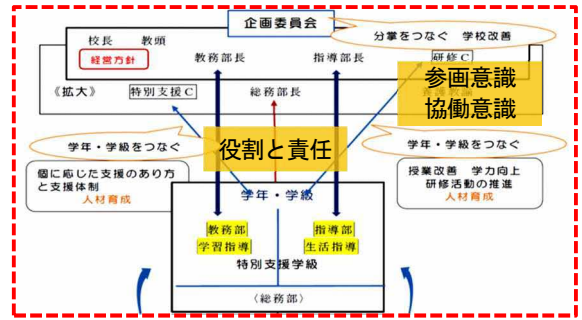 企画委員会
分掌をつなぐ 学校改善
校長 教頭
経営方針
教務部長
指導部長
研修C
《拡大》
特別支援C
総務部長
養護教諭
参画意識
協働意識
学年・学級をつなぐ
役割と責任
学年・学級をつなぐ
個に応じた支援のあり方
と支援体制
人材育成
授業改善 学力向上
研修活動の推進
人材育成
学年・学級
教務部
学習指導
指導部
生活指導
特別支援学級
（総務部）